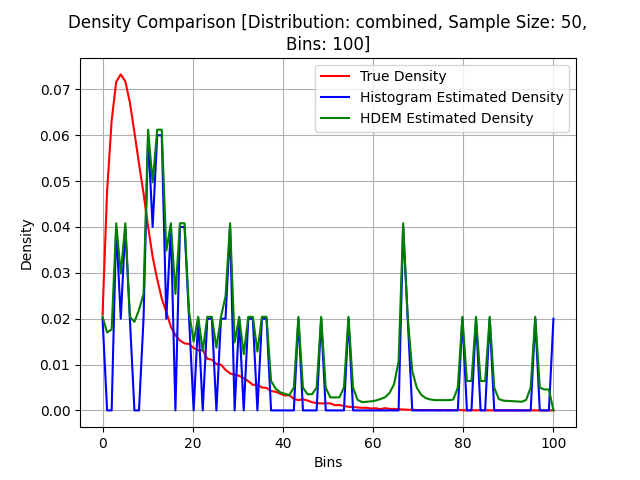 Density Comparison [Distribution: combined, Sample Size: 50,
Bins: 100]
True Density
Histogram Estimated Density
HDEM Estimated Density
Density
0.07
0.06
0.05
0.04
0.03
0.02
0.01
0.00
0 20 40 60 80 100
Bins